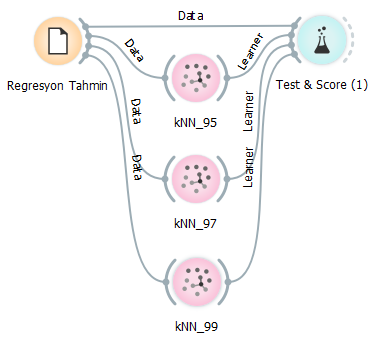 Data
Data
Learner
Regresyon Tahmin
Test & Score (1)
kNN_95
Data
Learner
kNN_97
Data
Learner
kNN_99